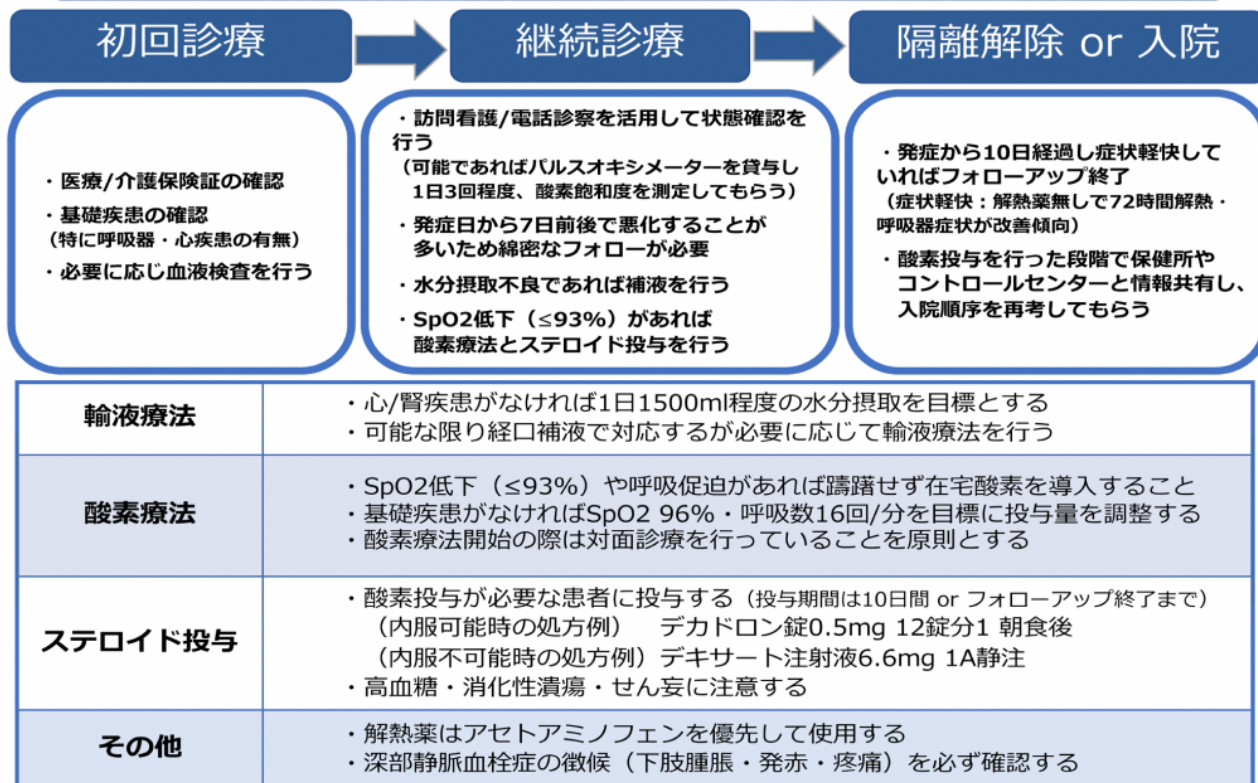 初回診療
継続診療
隔離解除 or 入院
・医療/介護保険証の確認
・基礎疾患の確認
（特に呼吸器・心疾患の有無）
・必要に応じ血液検査を行う
・訪問看護/電話診察を活用して状態確認を
行う
（可能であればパルスオキシメーターを貸与し
1日3回程度、酸素飽和度を測定してもらう）
・発症日から7日前後で悪化することが
多いため綿密なフォローが必要
・水分摂取不良であれば補液を行う
・SpO2低下（≤93%）があれば
酸素療法とステロイド投与を行う
・発症から10日経過し症状軽快して
いればフォローアップ終了
（症状軽快：解熱薬無しで72時間解熱・
呼吸器症状が改善傾向）
・酸素投与を行った段階で保健所や
コントロールセンターと情報共有し、
入院順序を再考してもらう
輸液療法
・心/腎疾患がなければ1日1500ml程度の水分摂取を目標とする
・可能な限り経口補液で対応するが必要に応じて輸液療法を行う
酸素療法
・SpO2低下（≤93%）や呼吸促迫があれば躊躇せず在宅酸素を導入すること
・基礎疾患がなければSpO2 96%・呼吸数16回/分を目標に投与量を調整する
・酸素療法開始の際は対面診療を行っていることを原則とする
ステロイド投与
・酸素投与が必要な患者に投与する（投与期間は10日間 or フォローアップ終了まで）
（内服可能時の処方例） デカドロン錠0.5mg 12錠分1 朝食後
（内服不可能時の処方例）デキサート注射液6.6mg 1A静注
・高血糖・消化性潰瘍・せん妄に注意する
その他
・解熱薬はアセトアミノフェンを優先して使用する
・深部静脈血栓症の徴候（下肢腫脹・発赤・疼痛）を必ず確認する